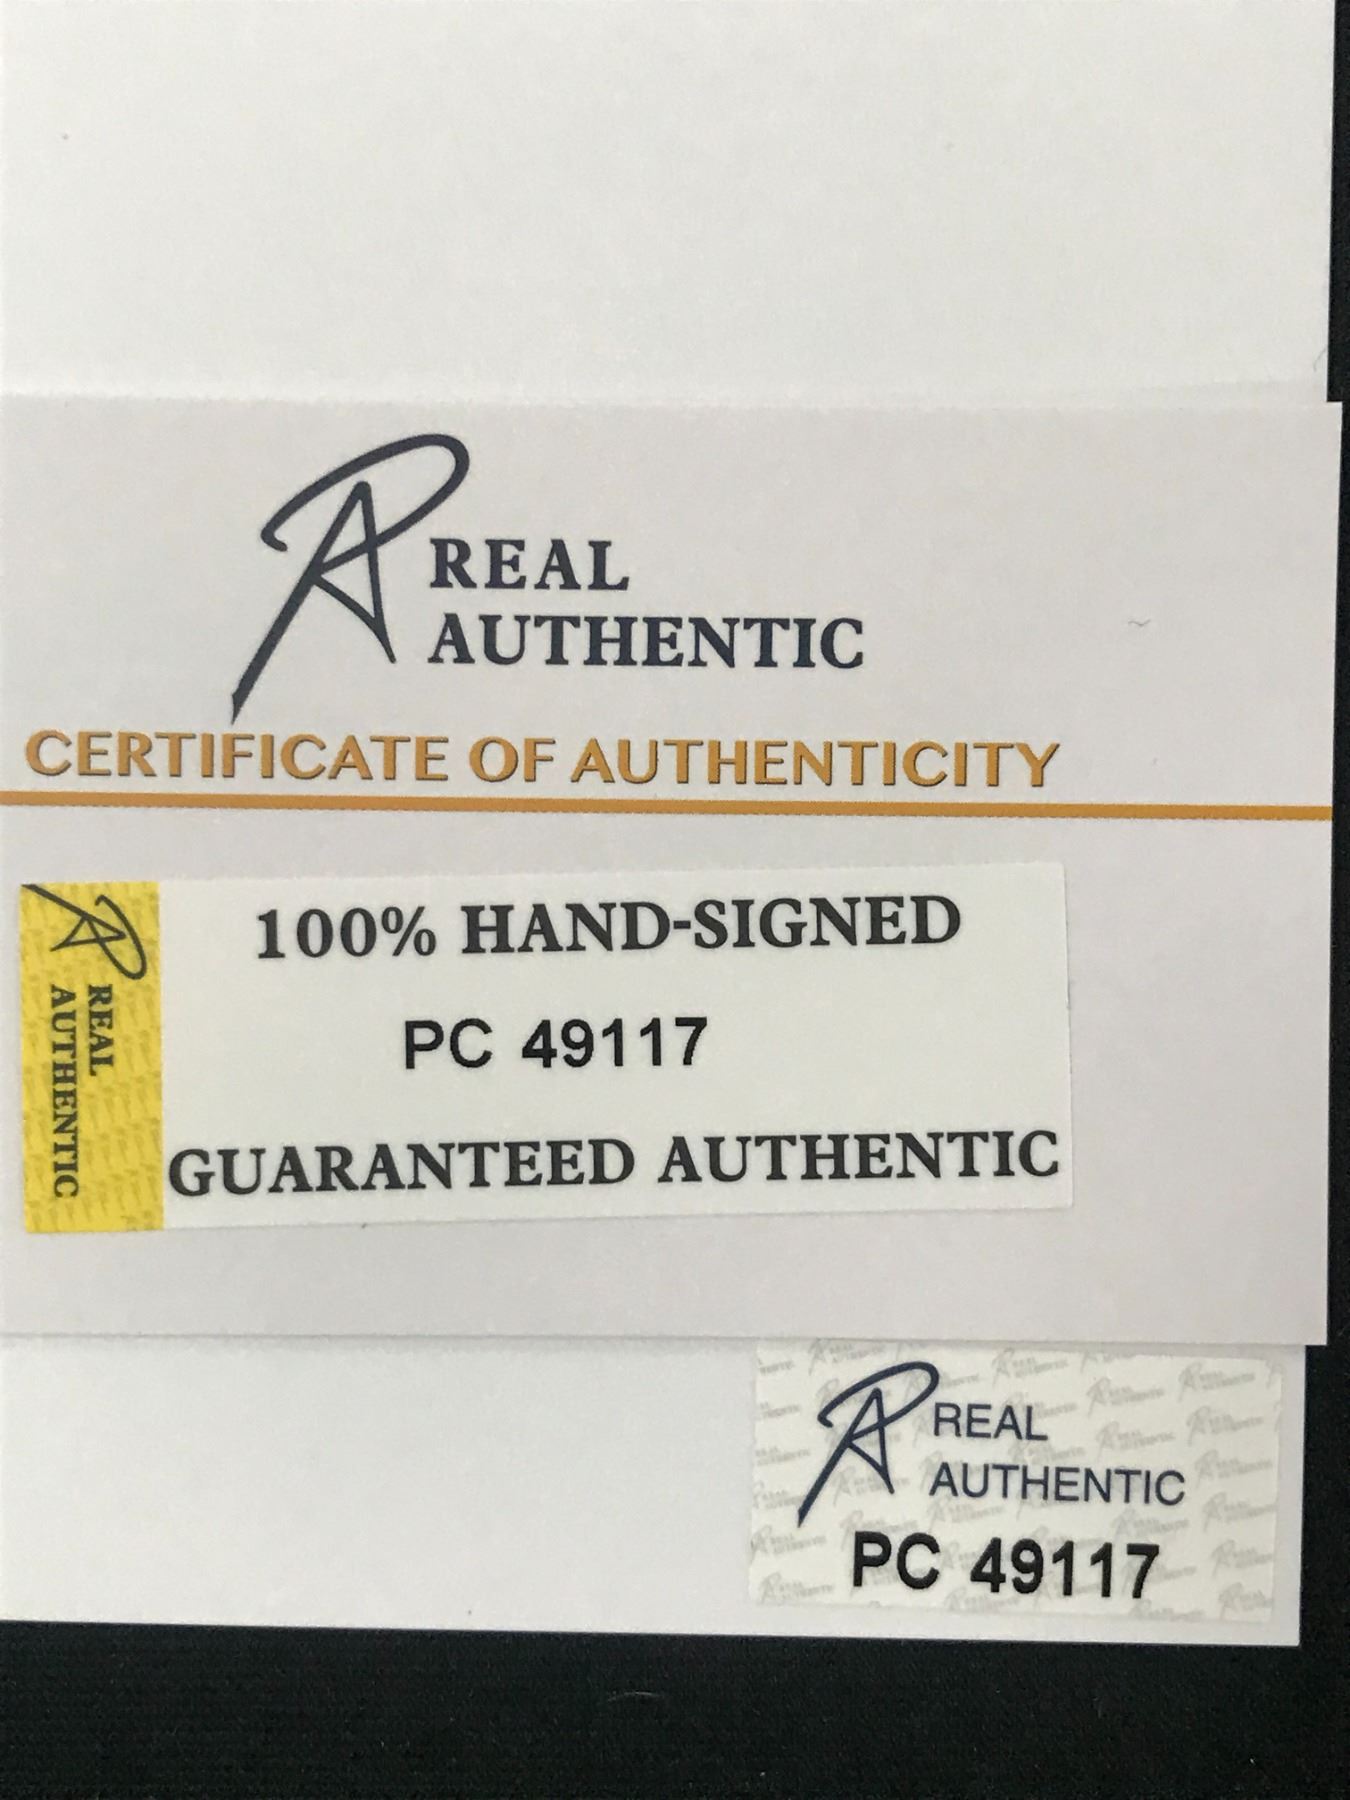 REAL
AUTHENTIC
CERTIFICATE OF AUTHENTICITY
REAL
AUTHENTIC
100% HAND-SIGNED
PC 49117
GUARANTEED AUTHENTIC
REAL
AUTHENTIC
PC 49117